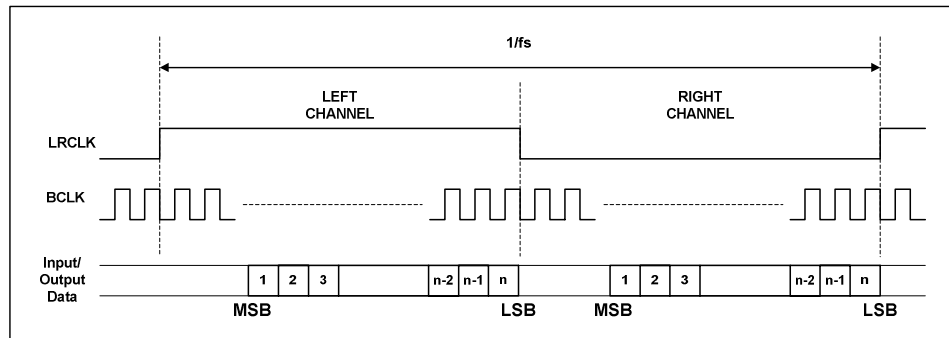 1/fs
LEFT
CHANNEL
RIGHT
CHANNEL
LRCLK
BCLK
Input/
Output
Data
1 2 3 n-2 n-1 n 1 2 3 n-2 n-1 n
MSB LSB MSB LSB